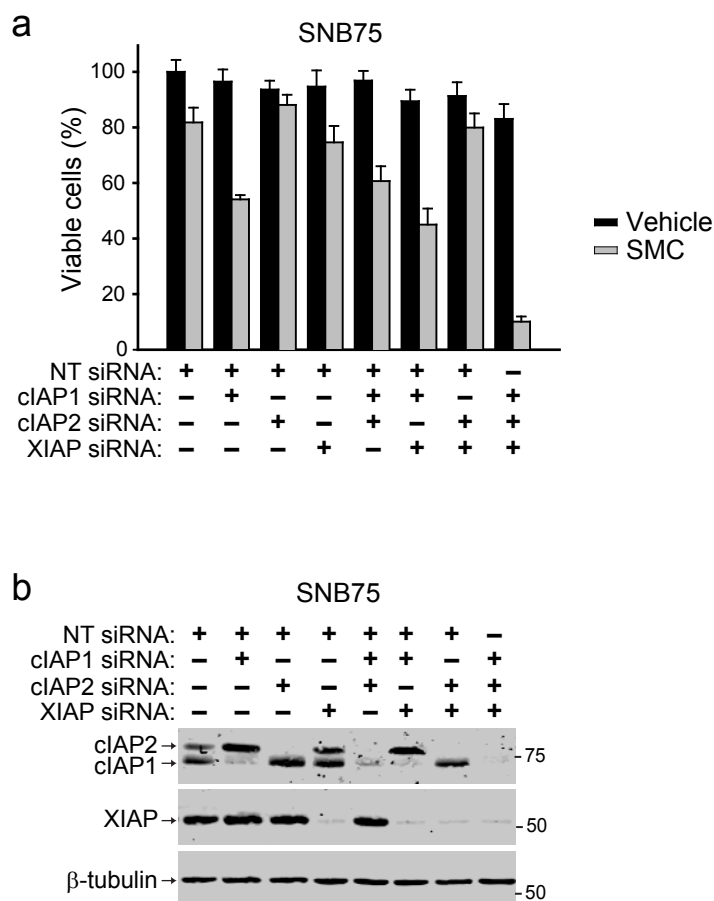 a
SNB75
Viable cells (%)
100
80
60
40
20
0
Vehicle
SMC
NT siRNA: + + + + + + + –
cIAP1 siRNA: – + – – + + – +
cIAP2 siRNA: – – + – + – + +
XIAP siRNA: – – – + – + + +
b
SNB75
NT siRNA: + + + + + + + –
cIAP1 siRNA: – + – – + + – +
cIAP2 siRNA: – – + – + – + +
XIAP siRNA: – – – + – + + +
cIAP2
cIAP1
75
XIAP
50
β-tubulin
50